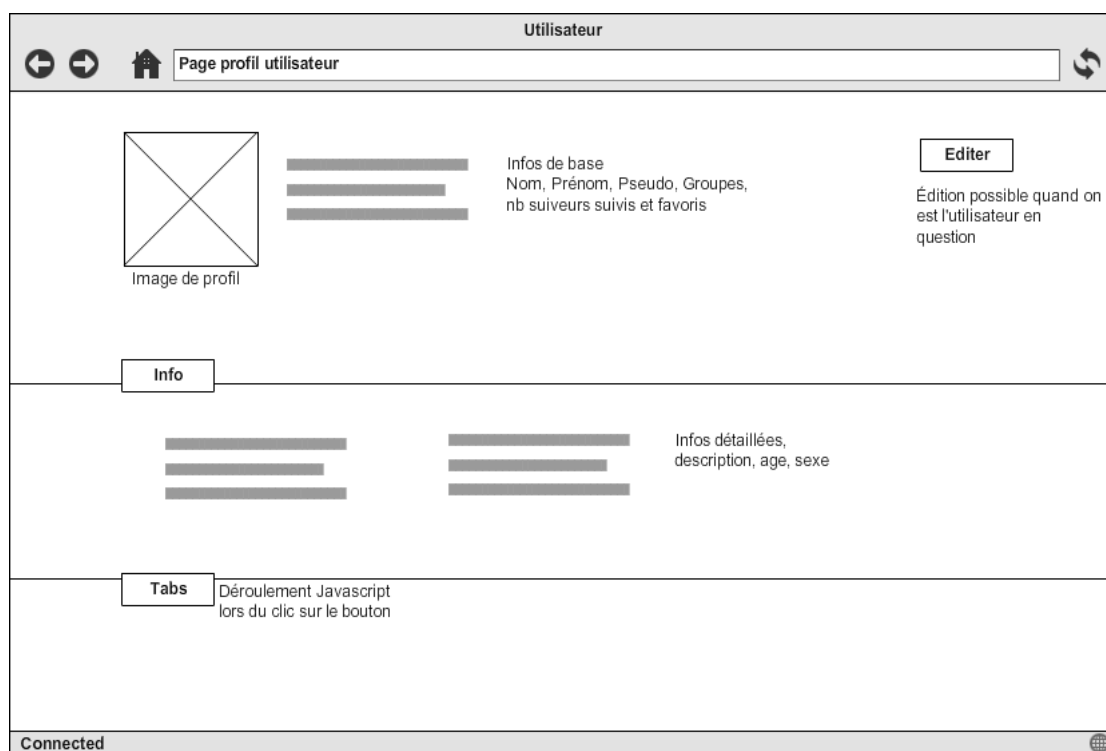 Utilisateur
Page profil utilisateur
Infos de base
Nom, Prénom, Pseudo, Groupes,
nb suiveurs suivis et favoris
Editer
Édition possible quand on
est l'utilisateur en
question
Image de profil
Info
Infos détaillées,
description, age, sexe
Tabs
Déroulement Javascript
lors du clic sur le bouton
Connected